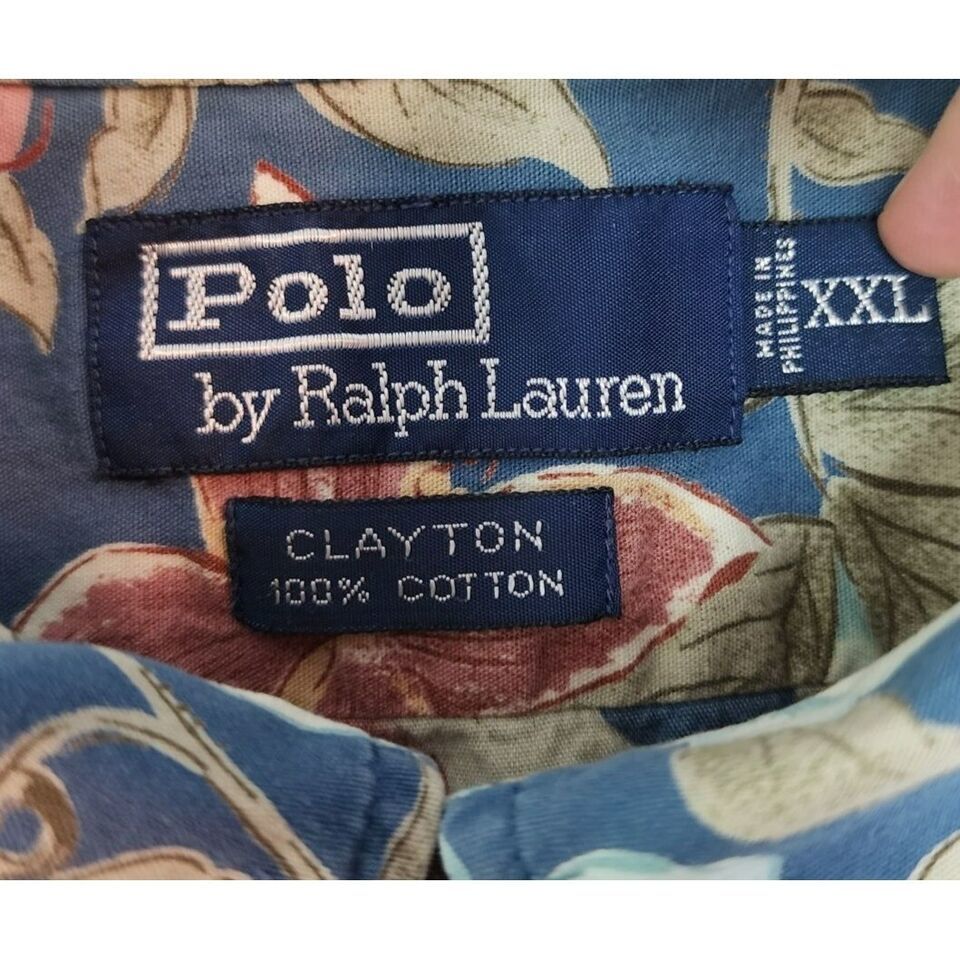 Polo
by Ralph Lauren
MADE IN
PHILIPPINES
XXL
CLAYTON
100% COTTON